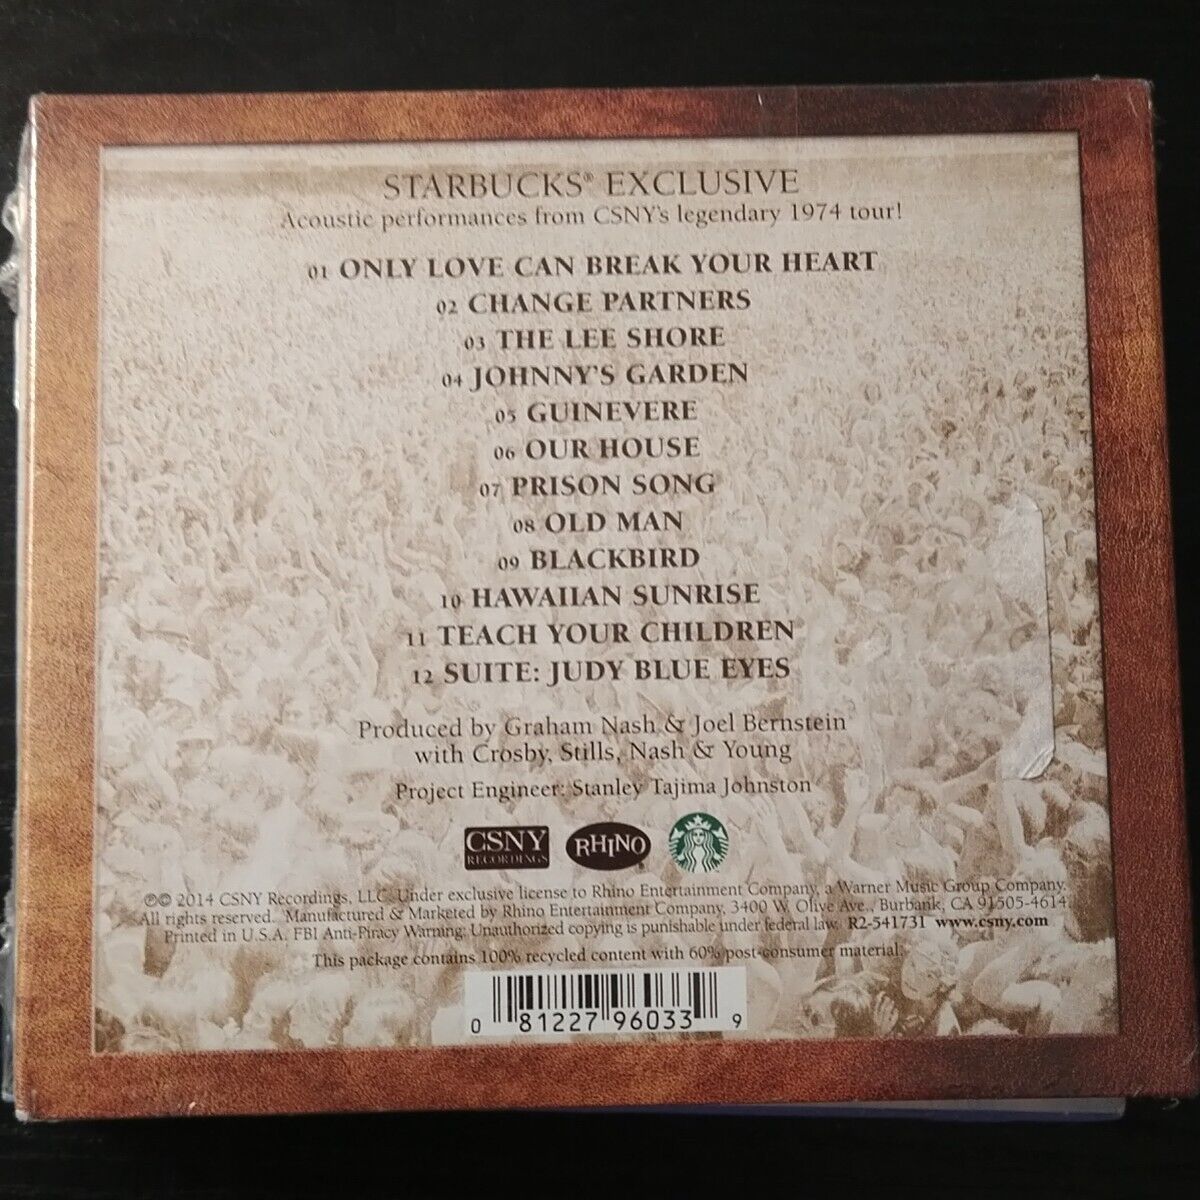 STARBUCKS® EXCLUSIVE
Acoustic performances from CSNY's legendary 1974 tour!
01 ONLY LOVE CAN BREAK YOUR HEART
02 CHANGE PARTNERS
03 THE LEE SHORE
04 JOHNNY'S GARDEN
05 GUINEVERE
06 OUR HOUSE
07 PRISON SONG
08 OLD MAN
09 BLACKBIRD
10 HAWAIIAN SUNRISE
11 TEACH YOUR CHILDREN
12 SUITE: JUDY BLUE EYES
Produced by Graham Nash & Joel Bernstein
with Crosby, Stills, Nash & Young
Project Engineer: Stanley Tajima Johnston
CSNY RECORDINGS RHINO
℗© 2014 CSNY Recordings, LLC. Under exclusive license to Rhino Entertainment Company, a Warner Music Group Company.
All rights reserved. Manufactured & Marketed by Rhino Entertainment Company, 3400 W. Olive Ave., Burbank, CA 91505-4614.
Printed in U.S.A. FBI Anti-Piracy Warning: Unauthorized copying is punishable under federal law. R2-541731 www.csny.com
This package contains 100% recycled content with 60% post-consumer material.
0 81227 96033 9